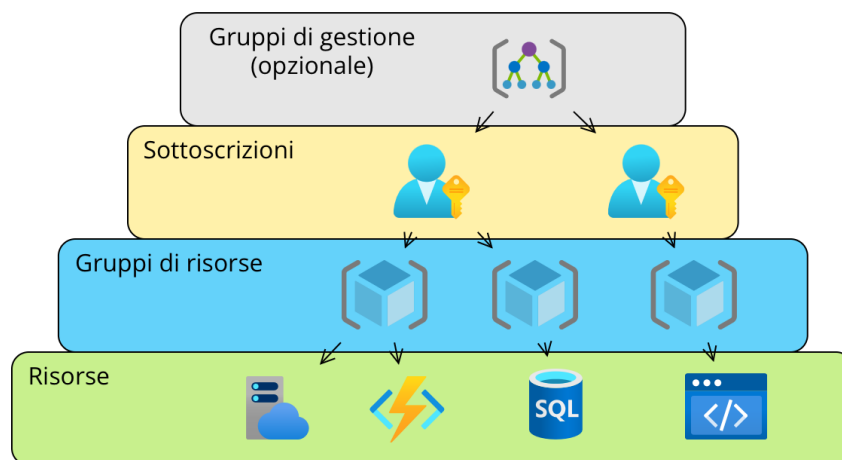 Gruppi di gestione
(opzionale)
Sottoscrizioni
Gruppi di risorse
Risorse
SQL
</>